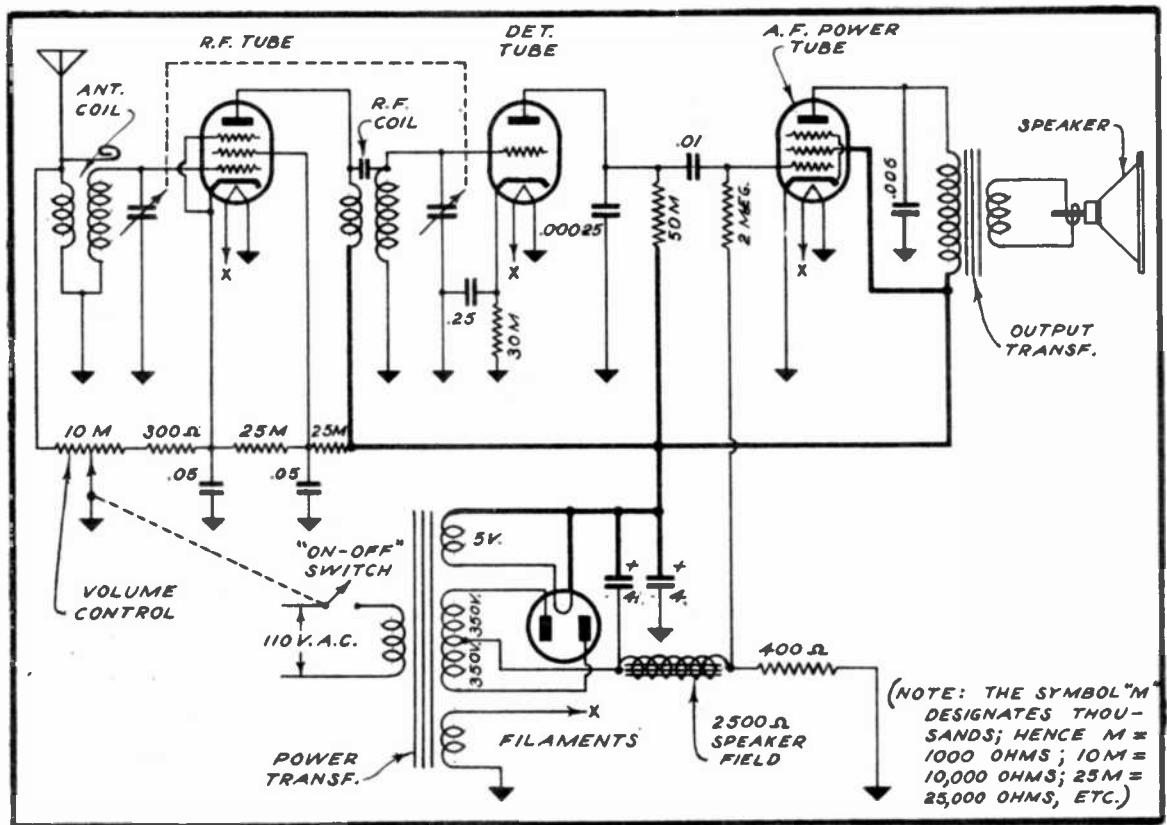 R.F. TUBE
DET.
TUBE
A.F. POWER
TUBE
ANT.
COIL
R.F.
COIL
SPEAKER
.01
.006
50M
2 MEG.
.00025
X
X
X
.25
30M
OUTPUT
TRANSF.
10 M
300Ω
25M
25M
.05
.05
"ON-OFF"
SWITCH
5V.
+
4.
+
4.
VOLUME
CONTROL
110V. A.C.
350V. 350V.
400Ω
X
FILAMENTS
2500Ω
SPEAKER
FIELD
POWER
TRANSF.
(NOTE: THE SYMBOL "M"
DESIGNATES THOU-
SANDS; HENCE M =
1000 OHMS; 10M =
10,000 OHMS; 25M =
25,000 OHMS, ETC.)